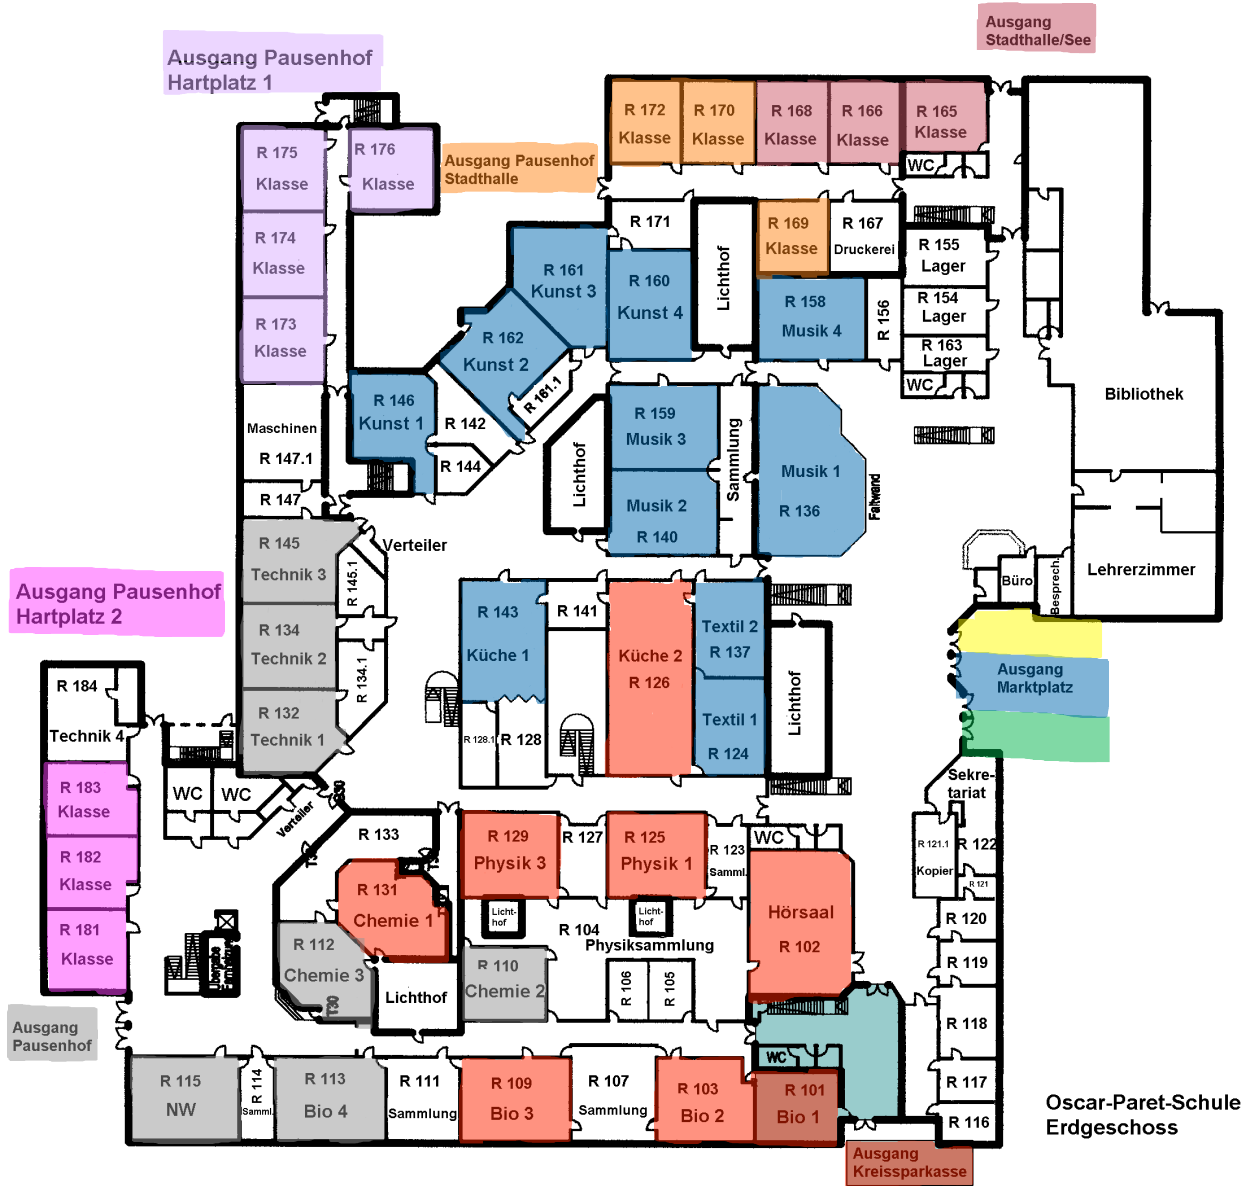 Ausgang
Stadthalle/See
Ausgang Pausenhof
Hartplatz 1
R 172
Klasse
R 170
Klasse
R 168
Klasse
R 166
Klasse
R 165
Klasse
WC
R 175
Klasse
R 176
Klasse
Ausgang Pausenhof
Stadthalle
R 174
Klasse
R 173
Klasse
R 171
Lichthof
R 169
Klasse
R 167
Druckerei
R 155
Lager
R 154
Lager
R 163
Lager
WC
R 161
Kunst 3
R 160
Kunst 4
R 158
Musik 4
R 156
R 162
Kunst 2
R 161.1
R 146
Kunst 1
R 142
R 144
Maschinen
R 147.1
R 147
Lichthof
R 159
Musik 3
Musik 2
R 140
Sammlung
Musik 1
R 136
Faltwand
Bibliothek
R 145
Technik 3
R 145.1
Verteiler
Ausgang Pausenhof
Hartplatz 2
R 134
Technik 2
R 134.1
R 132
Technik 1
R 143
Küche 1
R 141
Küche 2
R 126
Textil 2
R 137
Textil 1
R 124
Lichthof
R 128.1
R 128
Büro
Besprech.
Lehrerzimmer
Ausgang
Marktplatz
R 184
Technik 4
R 183
Klasse
R 182
Klasse
R 181
Klasse
WC
WC
Verteiler
R 133
R 131
Chemie 1
R 112
Chemie 3
T30
Lichthof
R 129
Physik 3
R 127
R 125
Physik 1
R 123
Samml.
WC
Licht-
hof
Licht-
hof
R 104
Physiksammlung
R 110
Chemie 2
R 106
R 105
Hörsaal
R 102
Sekre-
tariat
R 122
R 121.1
Kopier
R 121
R 120
R 119
R 118
R 117
R 116
WC
Ausgang
Pausenhof
R 115
NW
R 114
Samml.
R 113
Bio 4
R 111
Sammlung
R 109
Bio 3
R 107
Sammlung
R 103
Bio 2
R 101
Bio 1
Ausgang
Kreissparkasse
Oscar-Paret-Schule
Erdgeschoss